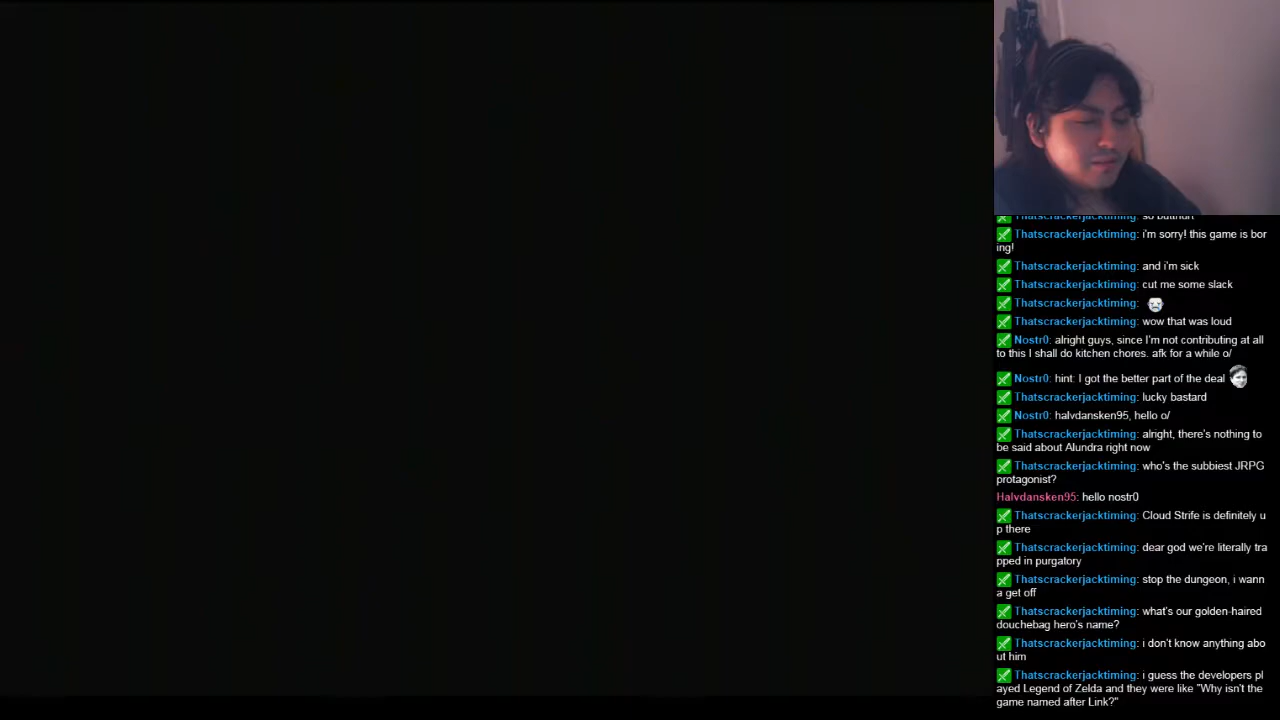 Thatscrackerjacktiming: so butthurt
Thatscrackerjacktiming: i'm sorry! this game is bor
ing!
Thatscrackerjacktiming: and i'm sick
Thatscrackerjacktiming: cut me some slack
Thatscrackerjacktiming:
Thatscrackerjacktiming: wow that was loud
Nostr0: alright guys, since I'm not contributing at all
to this I shall do kitchen chores. afk for a while o/
Nostr0: hint: I got the better part of the deal
Thatscrackerjacktiming: lucky bastard
Nostr0: halvdansken95, hello o/
Thatscrackerjacktiming: alright, there's nothing to
be said about Alundra right now
Thatscrackerjacktiming: who's the subbiest JRPG
protagonist?
Halvdansken95: hello nostr0
Thatscrackerjacktiming: Cloud Strife is definitely u
p there
Thatscrackerjacktiming: dear god we're literally tra
pped in purgatory
Thatscrackerjacktiming: stop the dungeon, i wann
a get off
Thatscrackerjacktiming: what's our golden-haired
douchebag hero's name?
Thatscrackerjacktiming: i don't know anything abo
ut him
Thatscrackerjacktiming: i guess the developers pl
ayed Legend of Zelda and they were like "Why isn't the
game named after Link?"